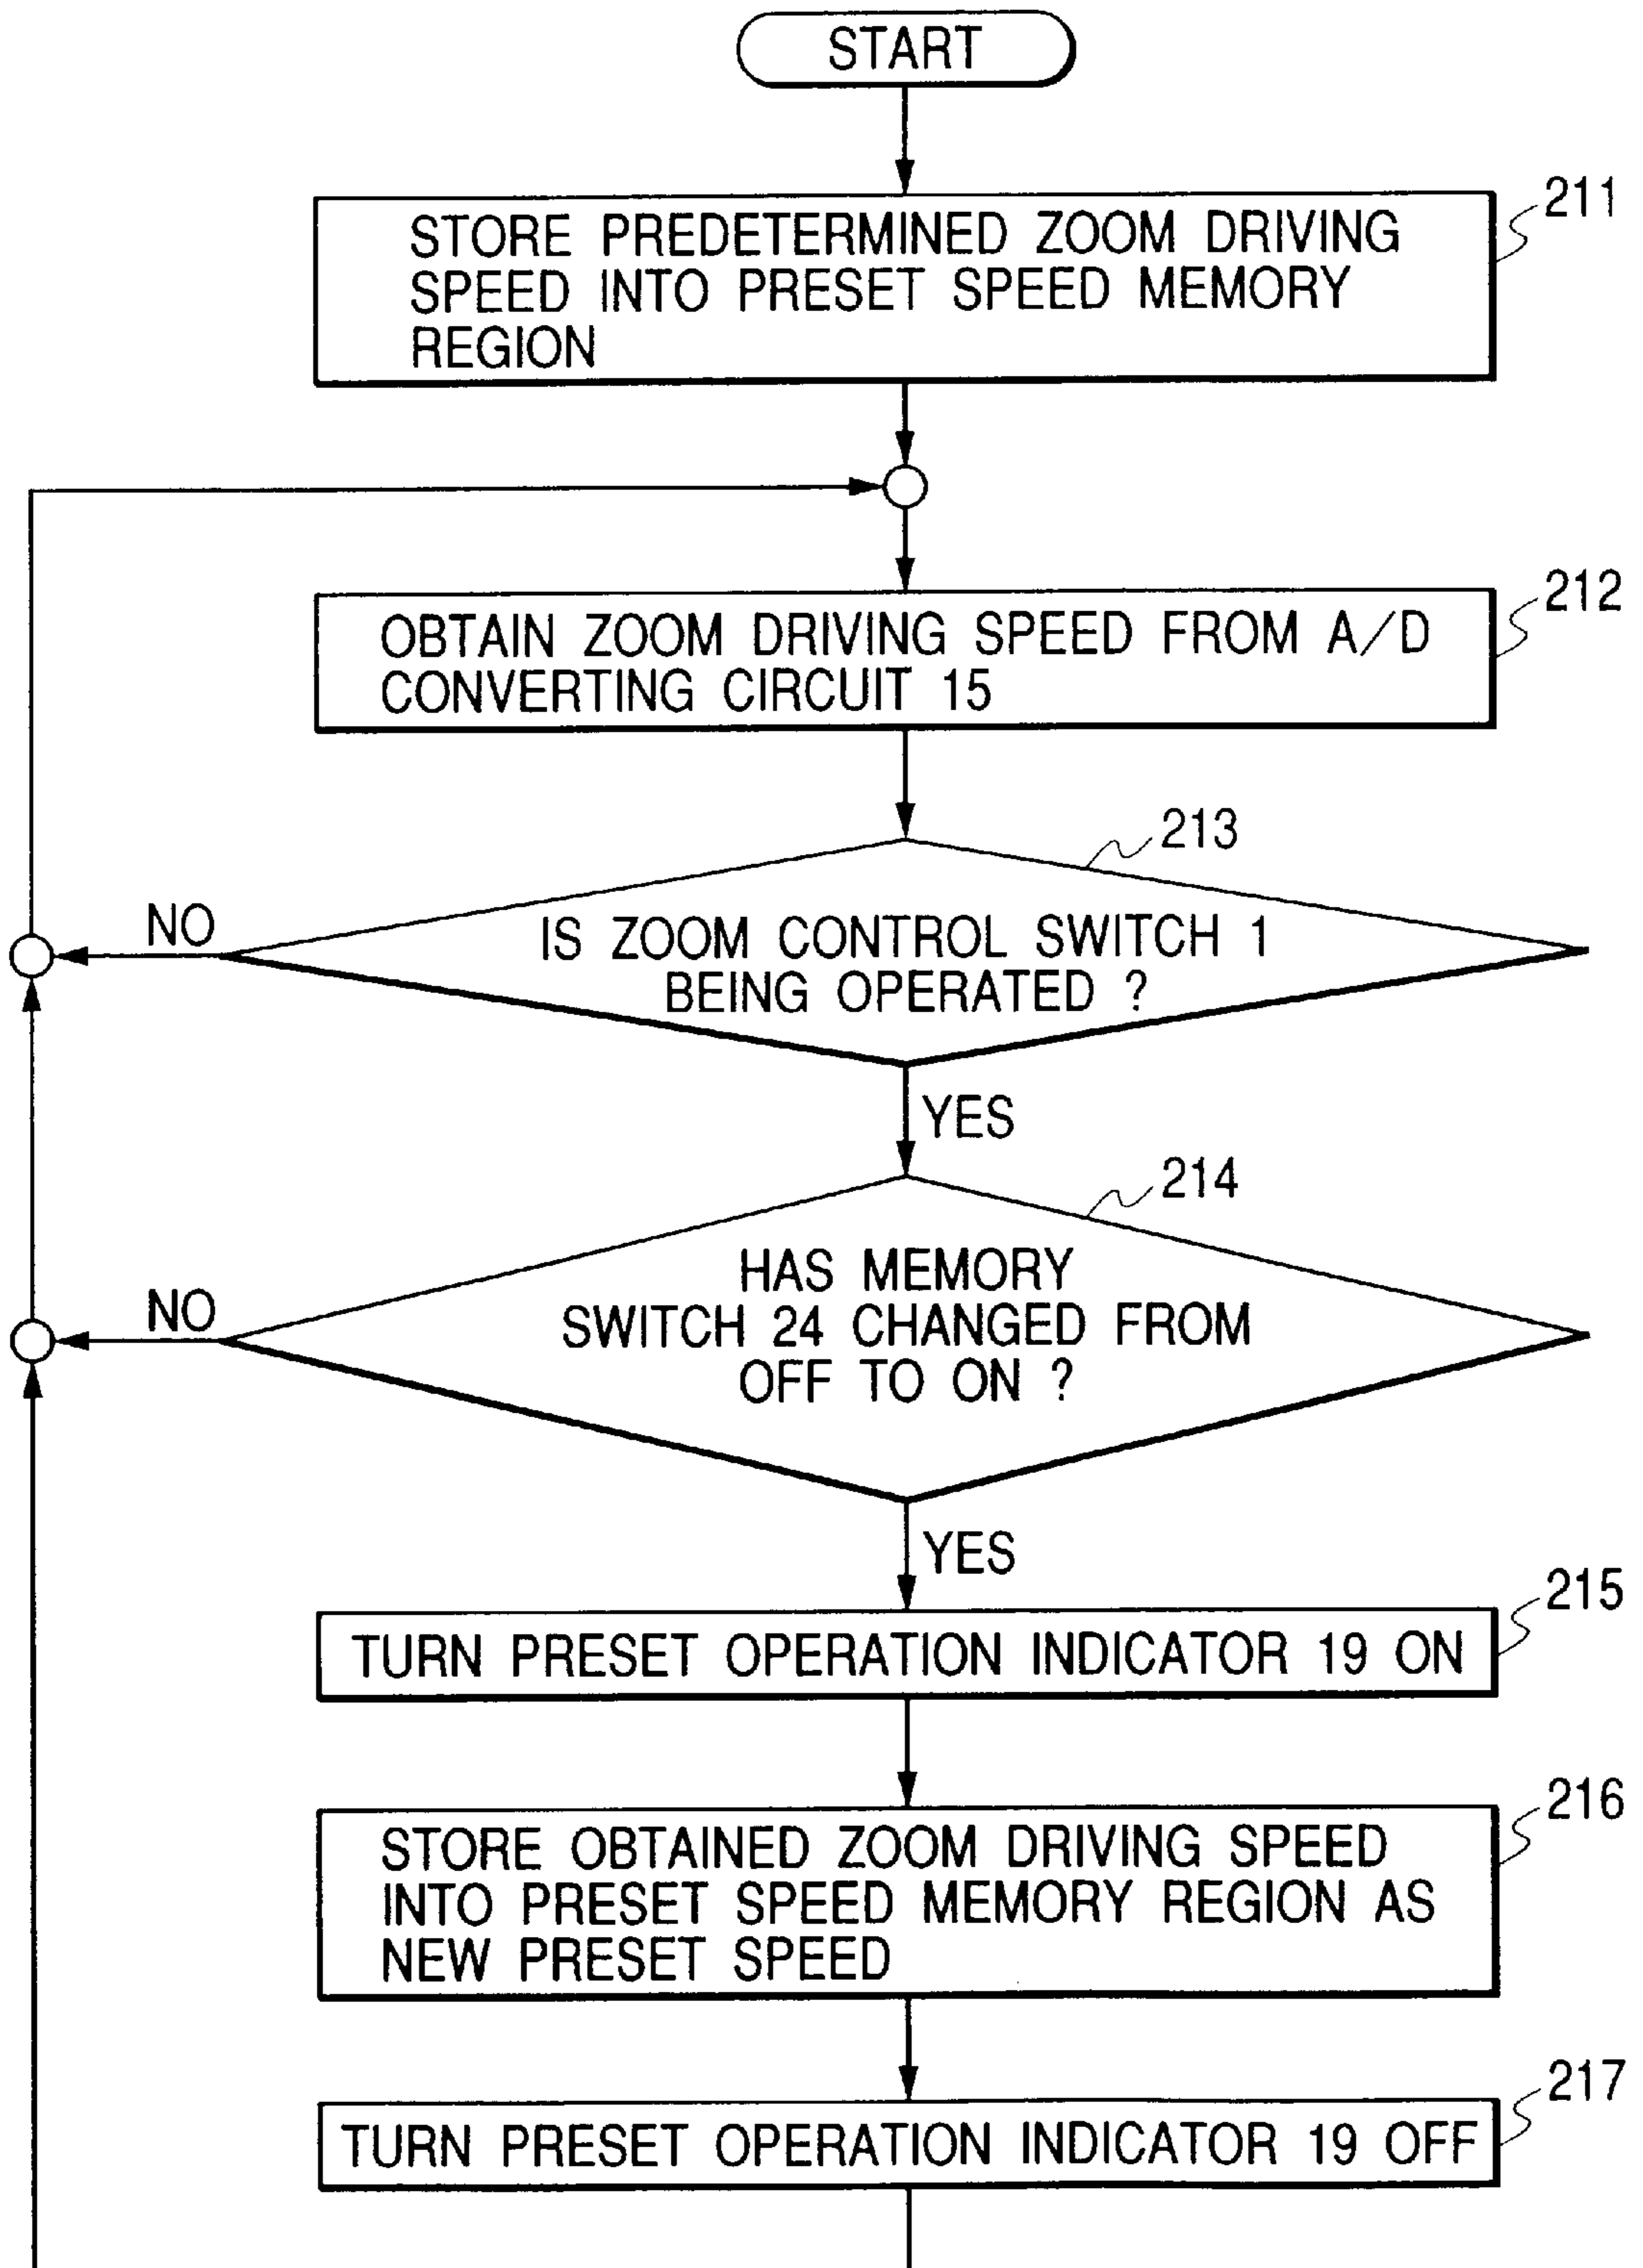 START
211
STORE PREDETERMINED ZOOM DRIVING
SPEED INTO PRESET SPEED MEMORY
REGION
212
OBTAIN ZOOM DRIVING SPEED FROM A/D
CONVERTING CIRCUIT 15
213
NO
IS ZOOM CONTROL SWITCH 1
BEING OPERATED ?
YES
214
HAS MEMORY
NO
SWITCH 24 CHANGED FROM
OFF TO ON ?
YES
215
TURN PRESET OPERATION INDICATOR 19 ON
216
STORE OBTAINED ZOOM DRIVING SPEED
INTO PRESET SPEED MEMORY REGION AS
NEW PRESET SPEED
217
TURN PRESET OPERATION INDICATOR 19 OFF